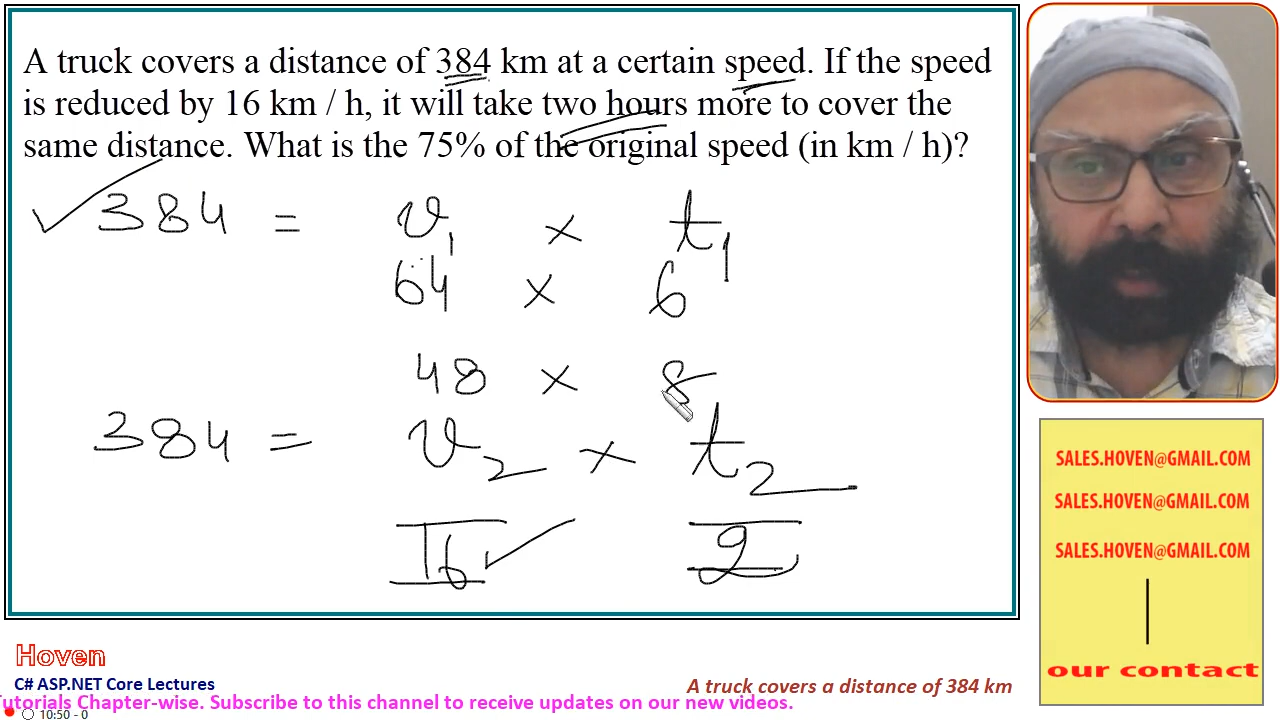 A truck covers a distance of 384 km at a certain speed. If the speed
is reduced by 16 km / h, it will take two hours more to cover the
same distance. What is the 75% of the original speed (in km / h)?
384 = v₁ × t₁
64 × 6
48 × 8
384 = v₂ × t₂
16 2
SALES.HOVEN@GMAIL.COM
SALES.HOVEN@GMAIL.COM
SALES.HOVEN@GMAIL.COM
our contact
Hoven
C# ASP.NET Core Lectures
A truck covers a distance of 384 km
Tutorials Chapter-wise. Subscribe to this channel to receive updates on our new videos.
10:50 - 0